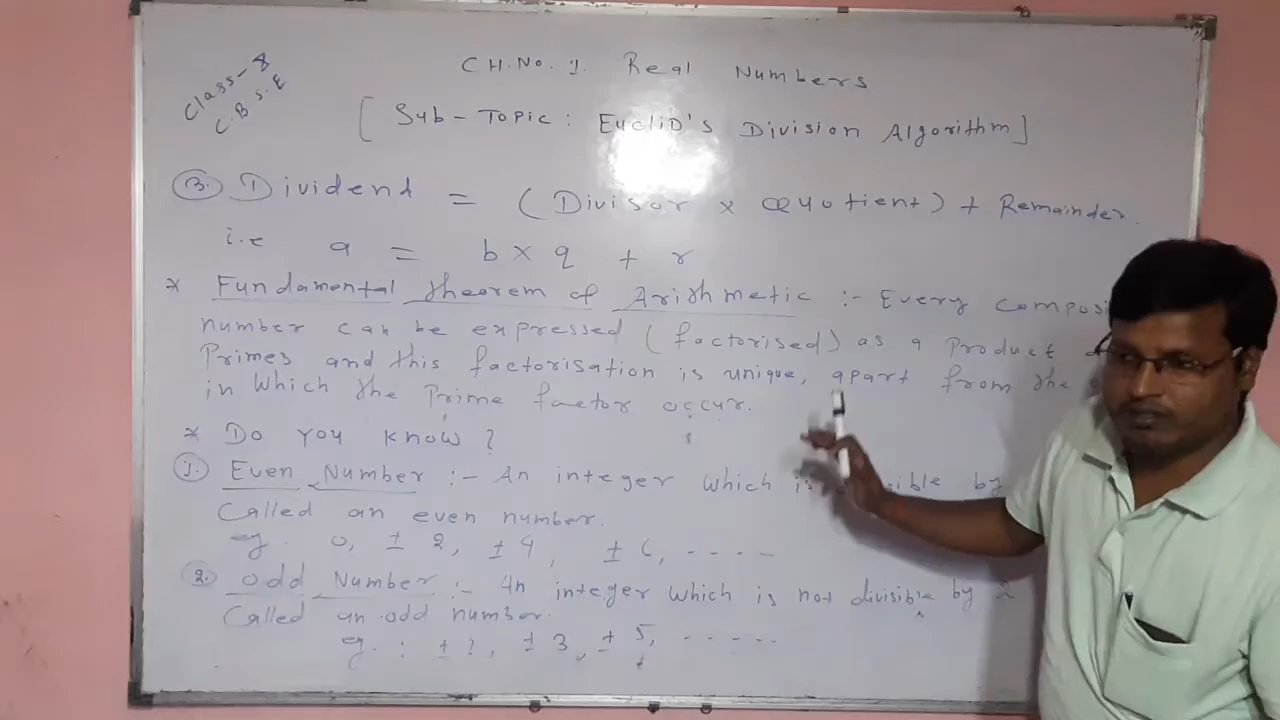 Class-X
C.B.S.E
CH.No. 1. Real Numbers
[Sub-Topic: Euclid's Division Algorithm]
3. Dividend = (Divisor × Quotient) + Remainder.
i.e a = b × q + r
* Fundamental theorem of Arithmetic :- Every composi
number can be expressed (factorised) as a product
Primes and this factorisation is unique, apart from the
in which the Prime factor occur.
* Do you know?
1. Even Number :- An integer which is by
Called an even number.
eg. 0, ± 2, ± 4, ± 6, - - - - -
2. odd Number :- An integer which is not divisible by 2
Called an odd number.
eg. : ± 1, ± 3, ± 5, - - - - -